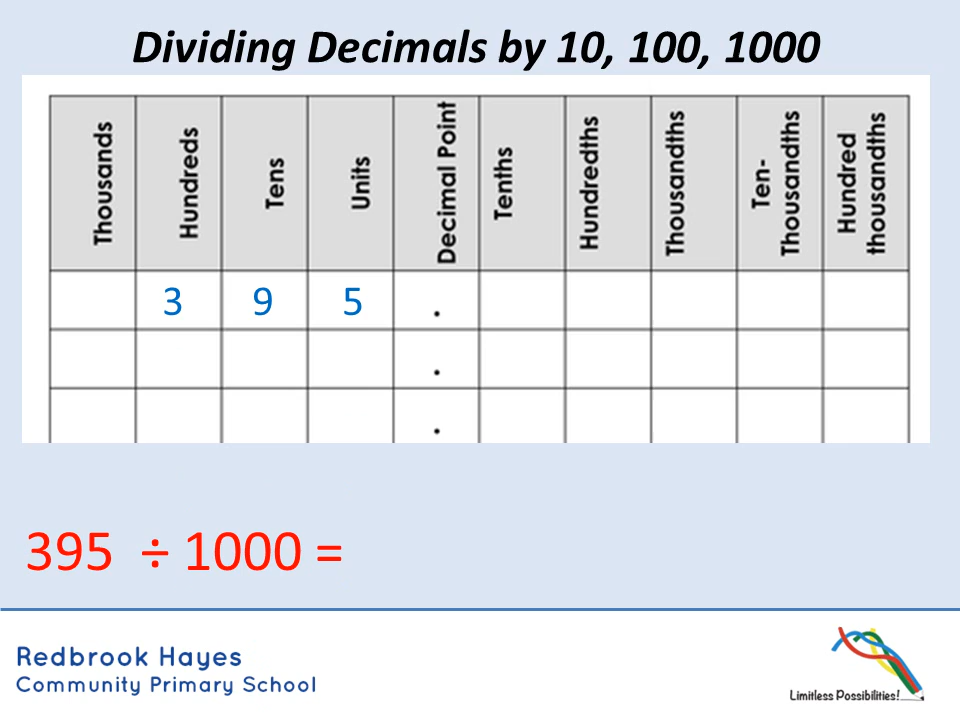 Dividing Decimals by 10, 100, 1000
Thousands Hundreds Tens Units Decimal Point Tenths Hundredths Thousandths Ten-Thousandths Hundred thousandths
3 9 5 .
.
.
395 ÷ 1000 =
Redbrook Hayes
Community Primary School
Limitless Possibilities!